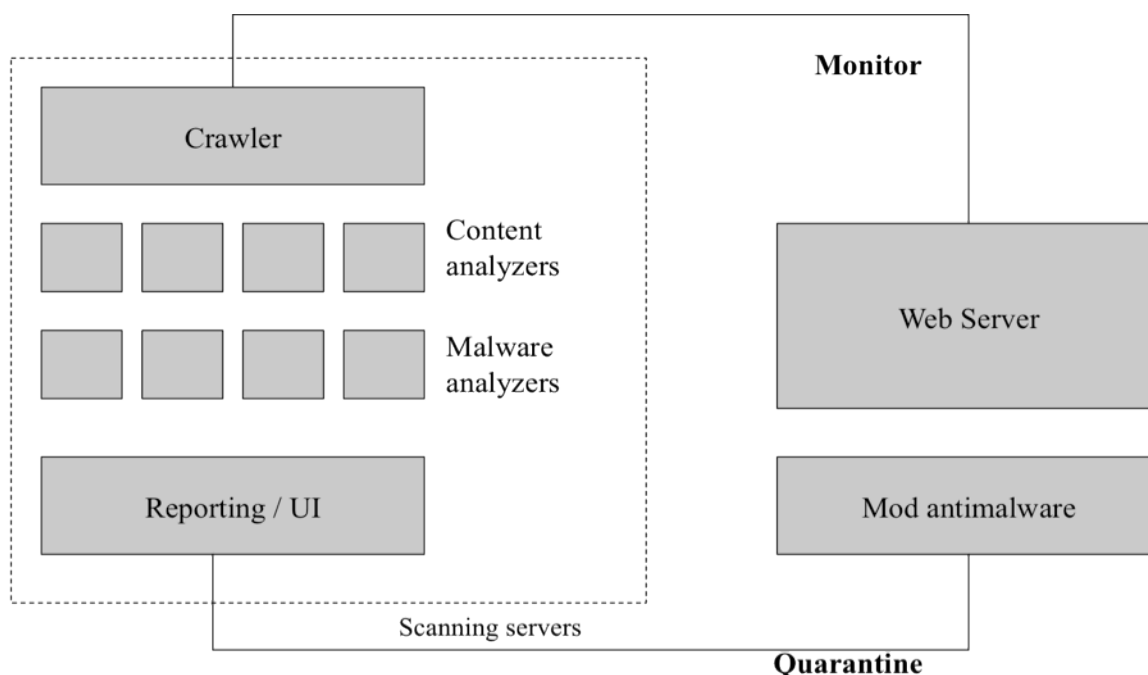 Monitor
Crawler
Content
analyzers
Web Server
Malware
analyzers
Reporting / UI
Mod antimalware
Scanning servers
Quarantine